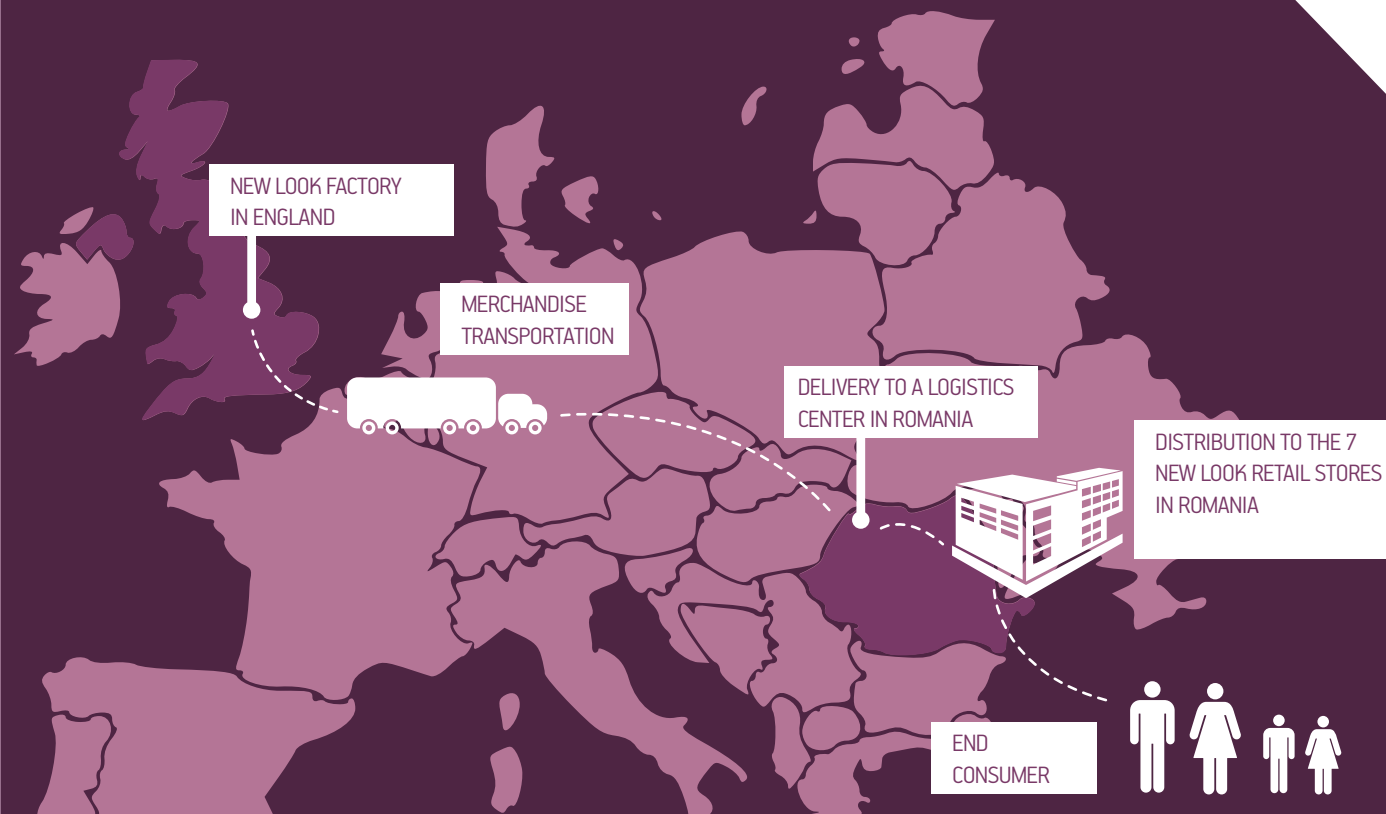 NEW LOOK FACTORY
IN ENGLAND
MERCHANDISE
TRANSPORTATION
DELIVERY TO A LOGISTICS
CENTER IN ROMANIA
DISTRIBUTION TO THE 7
NEW LOOK RETAIL STORES
IN ROMANIA
END
CONSUMER